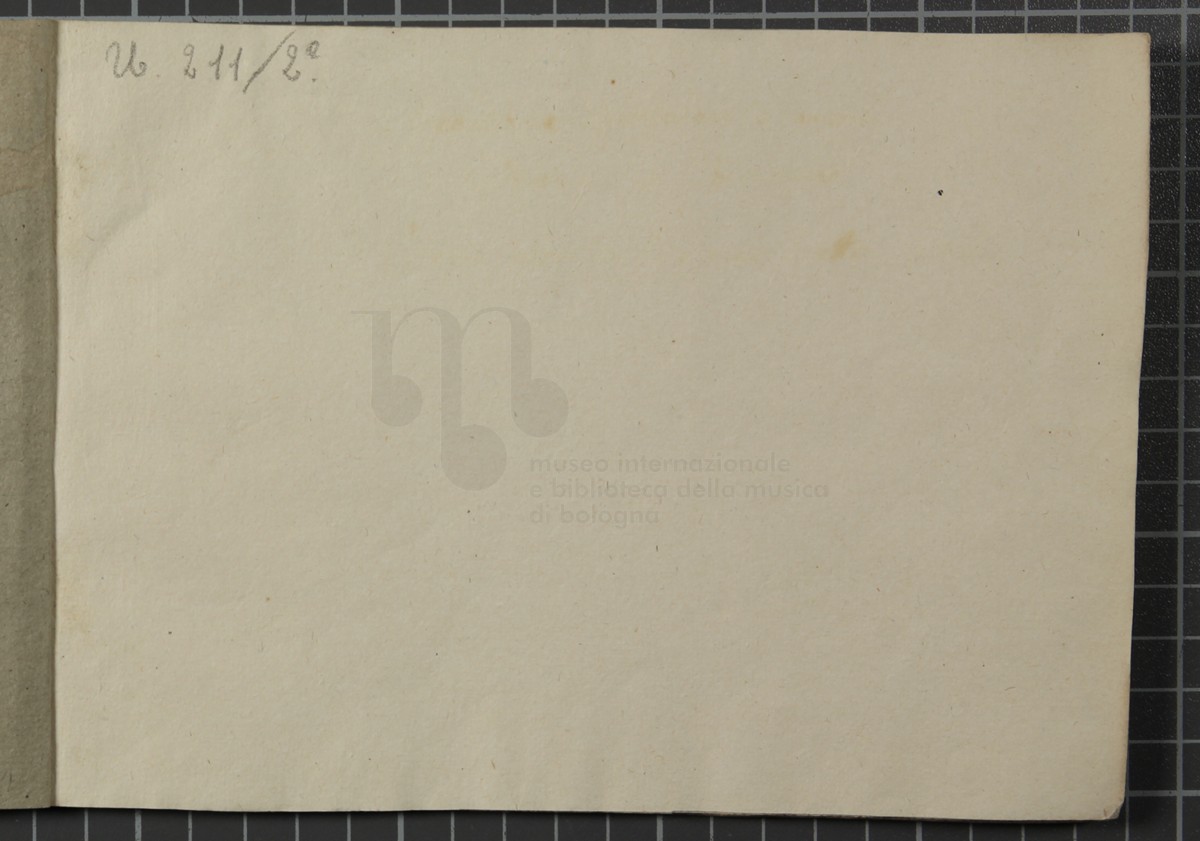 U. 211/2ª.
museo internazionale
e biblioteca della musica
di bologna